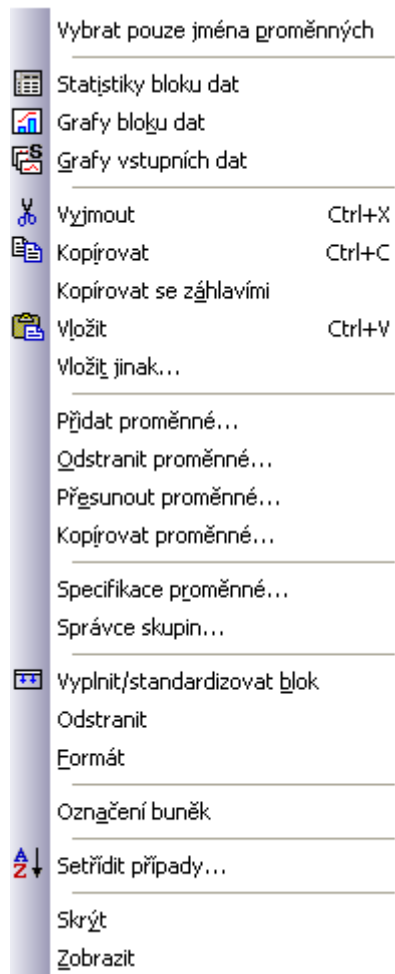 Vybrat pouze jména proměnných
Statistiky bloku dat
Grafy bloku dat
Grafy vstupních dat
Vyjmout Ctrl+X
Kopírovat Ctrl+C
Kopírovat se záhlavími
Vložit Ctrl+V
Vložit jinak...
Přidat proměnné...
Odstranit proměnné...
Přesunout proměnné...
Kopírovat proměnné...
Specifikace proměnné...
Správce skupin...
Vyplnit/standardizovat blok
Odstranit
Formát
Označení buněk
Setřídit případy...
Skrýt
Zobrazit